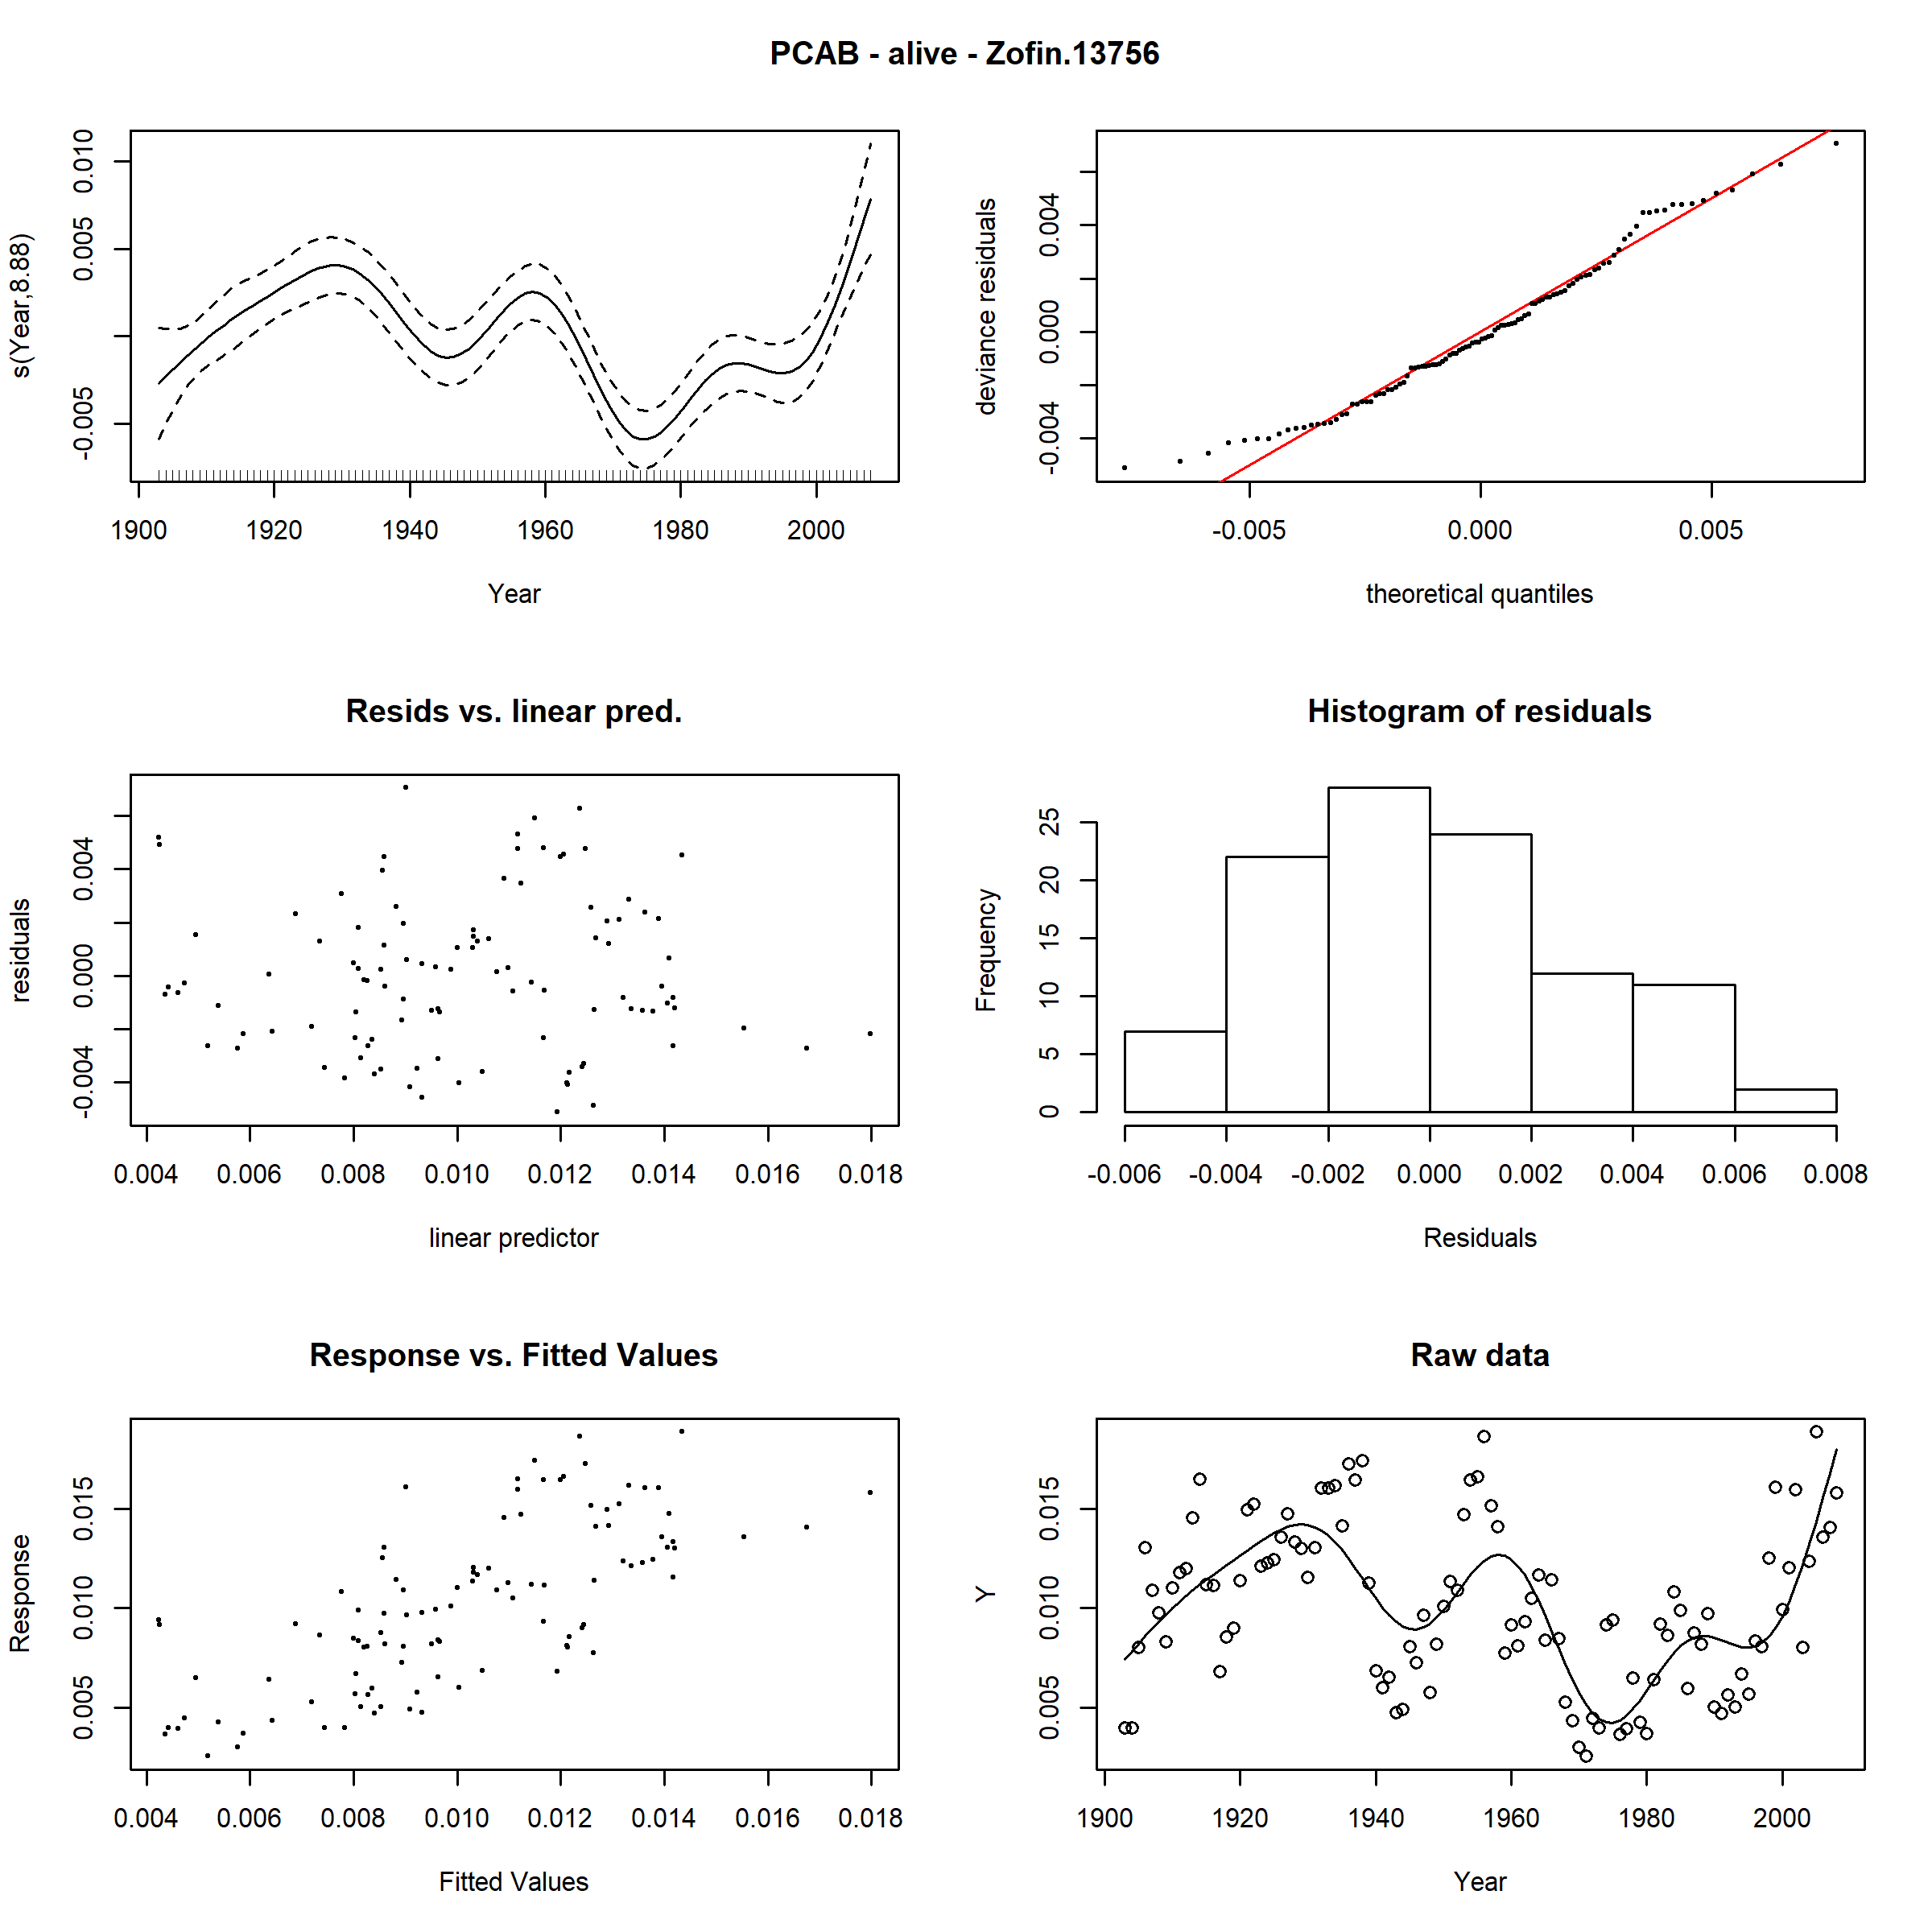 PCAB - alive - Zofin.13756
s(Year,8.88)
-0.005 0.005 0.010
1900 1920 1940 1960 1980 2000
Year
deviance residuals
-0.004 0.000 0.004
-0.005 0.000 0.005
theoretical quantiles
Resids vs. linear pred.
residuals
-0.004 0.000 0.004
0.004 0.006 0.008 0.010 0.012 0.014 0.016 0.018
linear predictor
Histogram of residuals
Frequency
0 5 10 15 20 25
-0.006 -0.004 -0.002 0.000 0.002 0.004 0.006 0.008
Residuals
Response vs. Fitted Values
Response
0.005 0.010 0.015
0.004 0.006 0.008 0.010 0.012 0.014 0.016 0.018
Fitted Values
Raw data
Y
0.005 0.010 0.015
1900 1920 1940 1960 1980 2000
Year